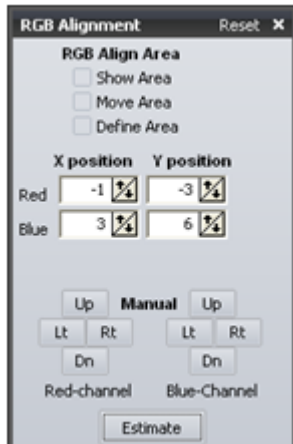 RGB Alignment Reset ×
RGB Align Area
Show Area
Move Area
Define Area
X position Y position
Red -1 -3
Blue 3 6
Up Manual Up
Lt Rt Lt Rt
Dn Dn
Red-channel Blue-Channel
Estimate